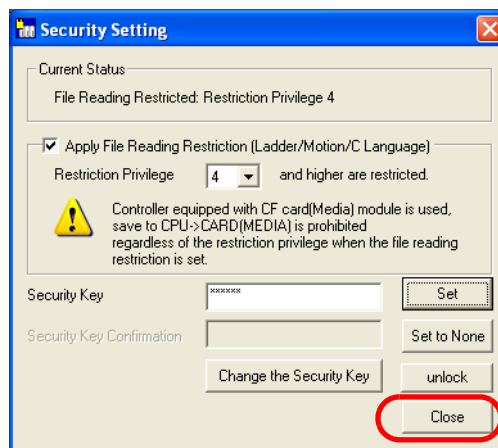 Security Setting
Current Status
File Reading Restricted: Restriction Privilege 4
Apply File Reading Restriction (Ladder/Motion/C Language)
Restriction Privilege 4 and higher are restricted.
Controller equipped with CF card(Media) module is used,
save to CPU->CARD(MEDIA) is prohibited
regardless of the restriction privilege when the file reading
restriction is set.
Security Key ****** Set
Security Key Confirmation Set to None
Change the Security Key unlock
Close